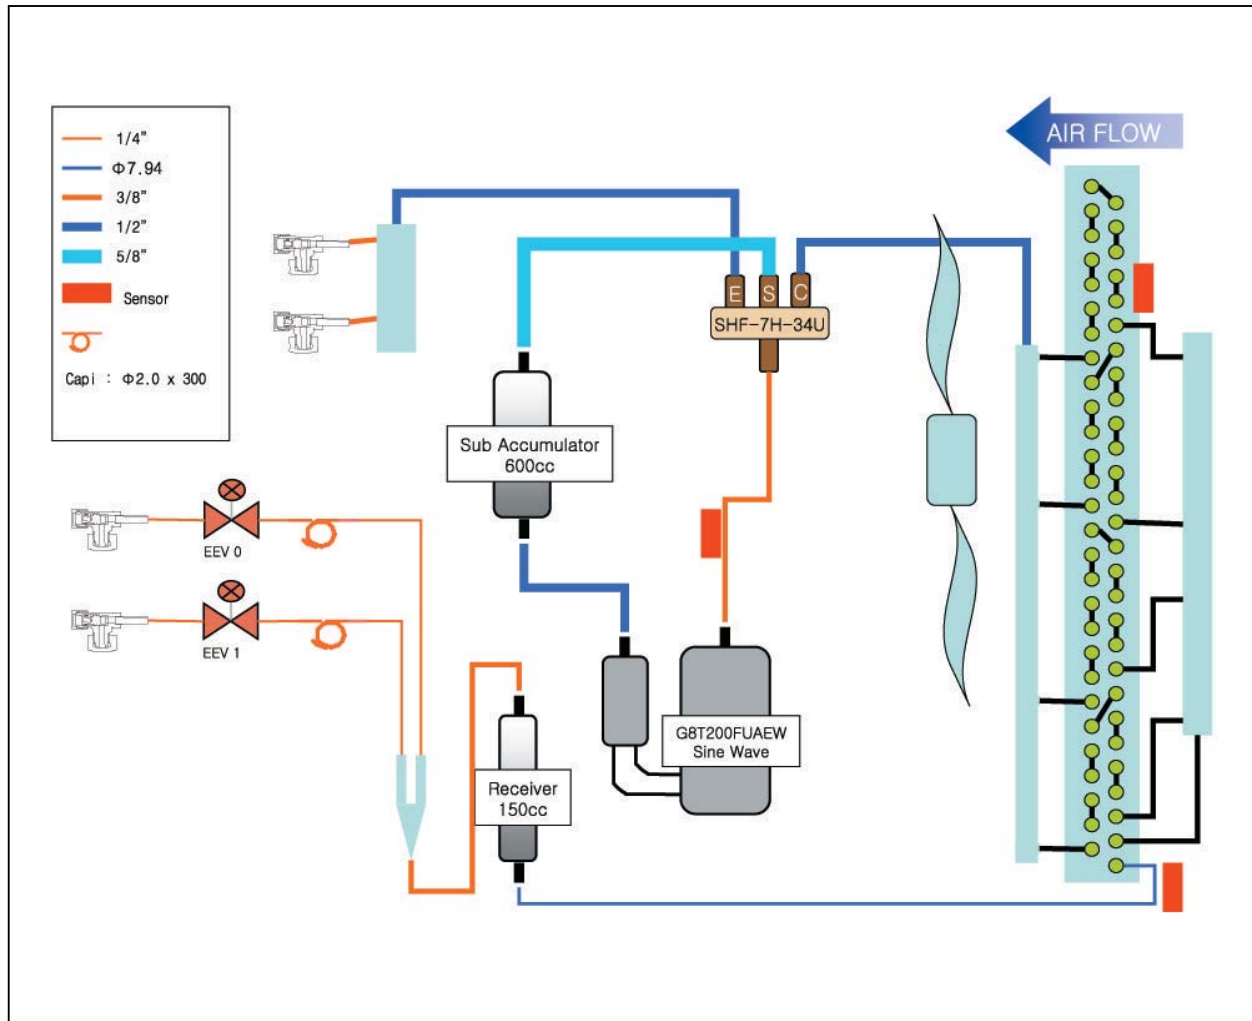 AIR FLOW
1/4"
Φ7.94
3/8"
1/2"
5/8"
Sensor
Capi : Φ2.0 x 300
E S C
SHF-7H-34U
Sub Accumulator
600cc
EEV 0
EEV 1
G8T200FUAEW
Sine Wave
Receiver
150cc